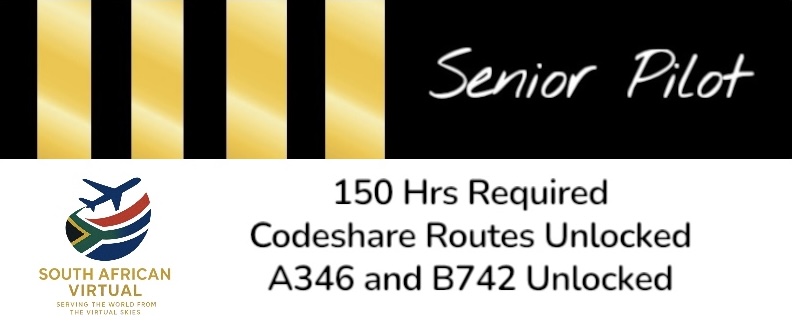 Senior Pilot
150 Hrs Required
Codeshare Routes Unlocked
A346 and B742 Unlocked
SOUTH AFRICAN
VIRTUAL
SERVING THE WORLD FROM
THE VIRTUAL SKIES